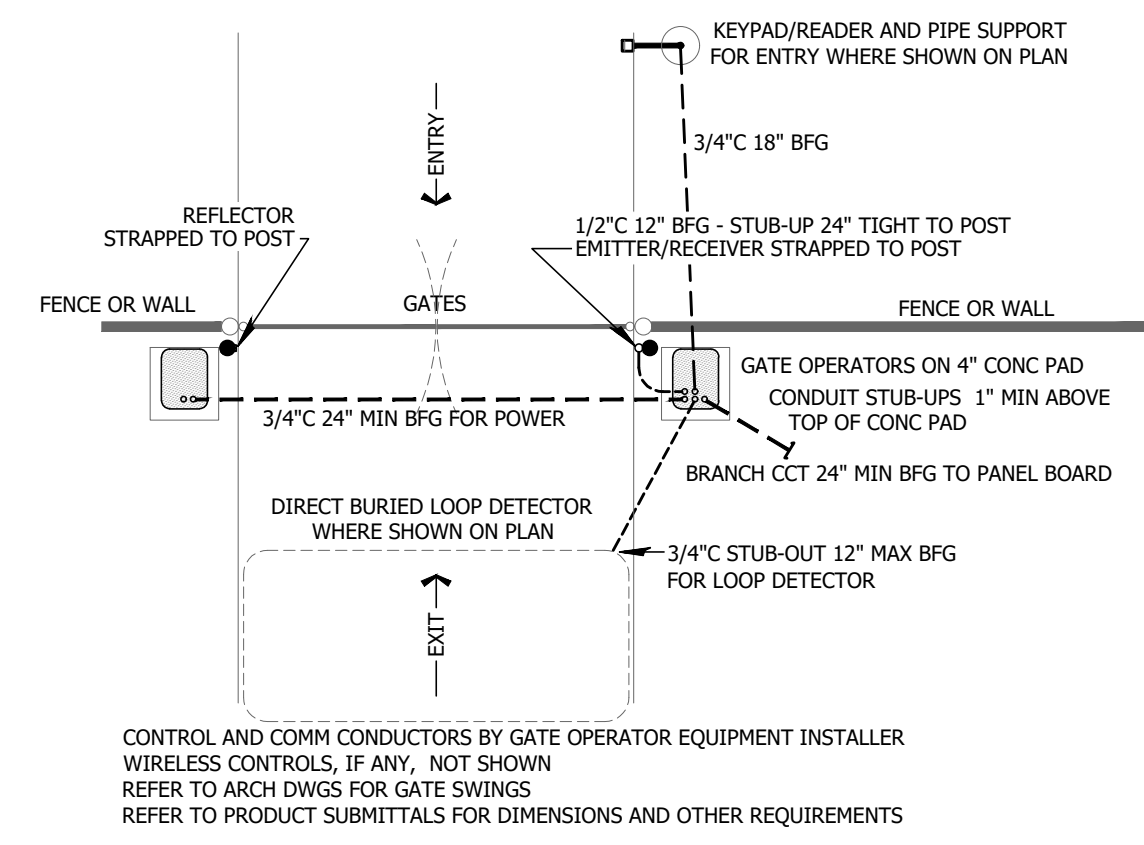 KEYPAD/READER AND PIPE SUPPORT
FOR ENTRY WHERE SHOWN ON PLAN
ENTRY
3/4"C 18" BFG
REFLECTOR
STRAPPED TO POST
1/2"C 12" BFG - STUB-UP 24" TIGHT TO POST
EMITTER/RECEIVER STRAPPED TO POST
FENCE OR WALL
GATES
FENCE OR WALL
GATE OPERATORS ON 4" CONC PAD
CONDUIT STUB-UPS 1" MIN ABOVE
TOP OF CONC PAD
3/4"C 24" MIN BFG FOR POWER
BRANCH CCT 24" MIN BFG TO PANEL BOARD
DIRECT BURIED LOOP DETECTOR
WHERE SHOWN ON PLAN
3/4"C STUB-OUT 12" MAX BFG
FOR LOOP DETECTOR
EXIT
CONTROL AND COMM CONDUCTORS BY GATE OPERATOR EQUIPMENT INSTALLER
WIRELESS CONTROLS, IF ANY, NOT SHOWN
REFER TO ARCH DWGS FOR GATE SWINGS
REFER TO PRODUCT SUBMITTALS FOR DIMENSIONS AND OTHER REQUIREMENTS